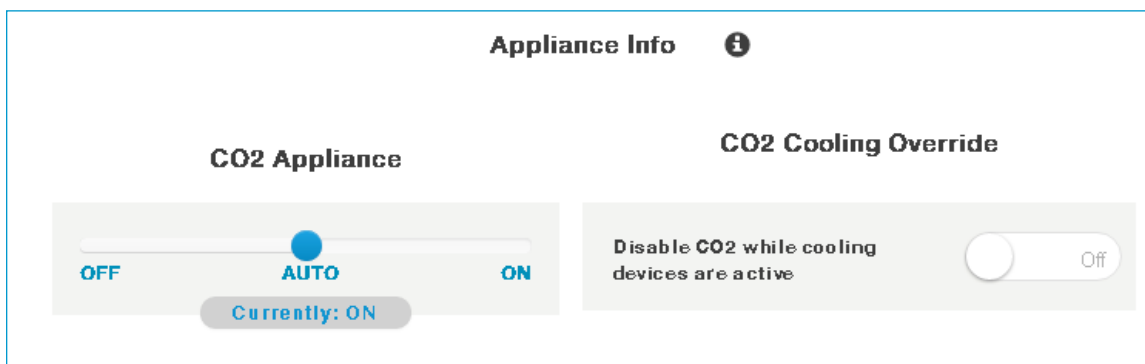 Appliance Info
CO2 Appliance
OFF AUTO ON
Currently: ON
CO2 Cooling Override
Disable CO2 while cooling
devices are active
Off